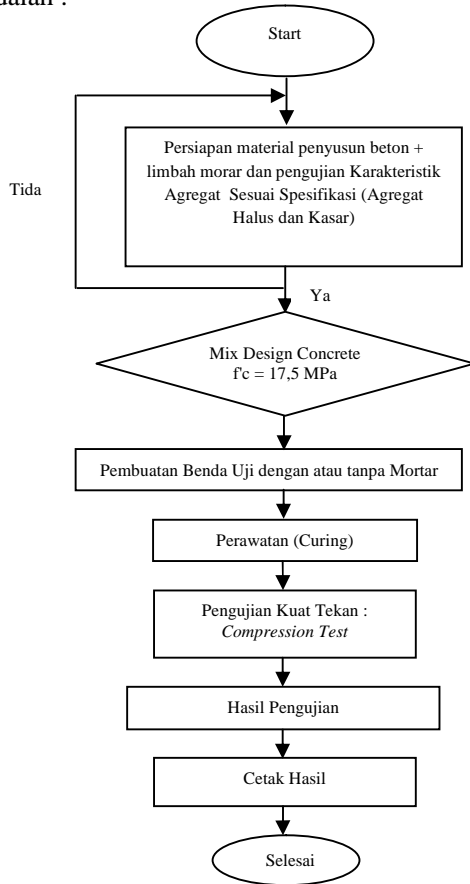 Start
Persiapan material penyusun beton +
limbah morar dan pengujian Karakteristik
Agregat Sesuai Spesifikasi (Agregat
Halus dan Kasar)
Tida
Ya
Mix Design Concrete
f'c = 17,5 MPa
Pembuatan Benda Uji dengan atau tanpa Mortar
Perawatan (Curing)
Pengujian Kuat Tekan :
Compression Test
Hasil Pengujian
Cetak Hasil
Selesai